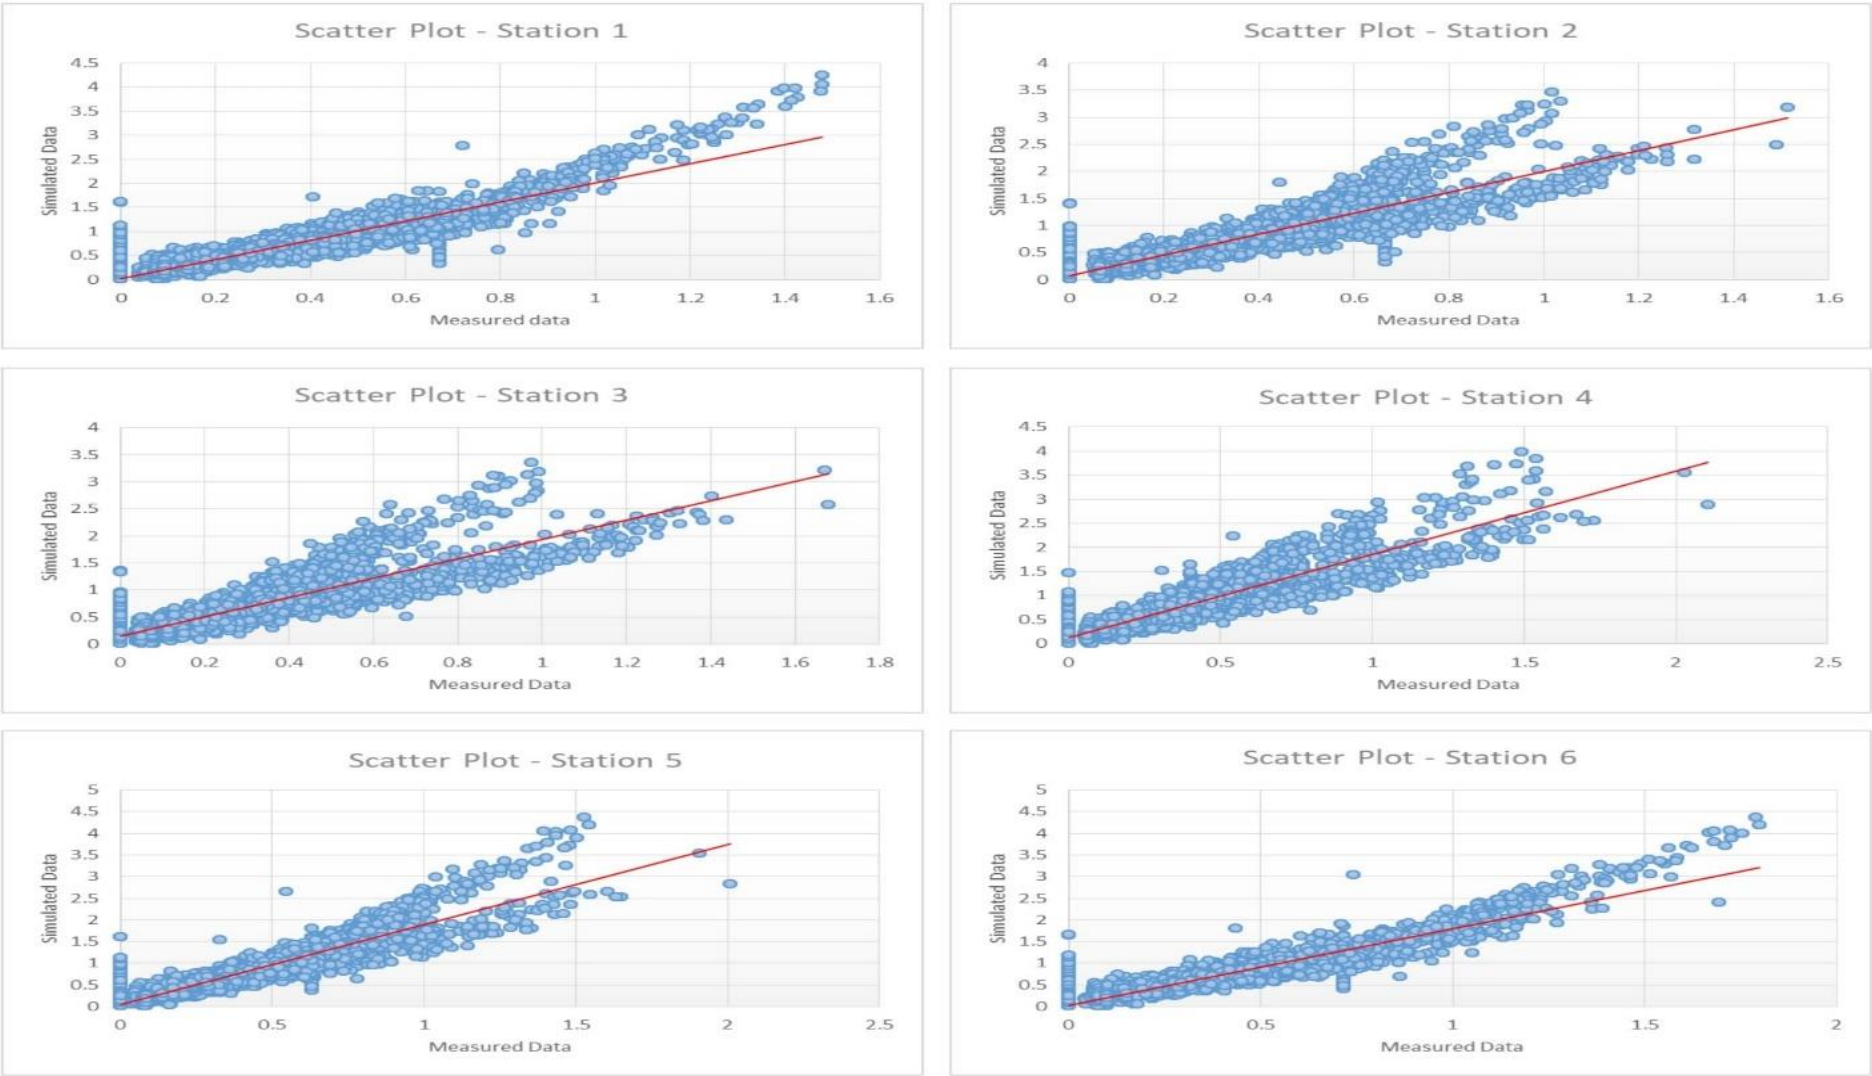 Scatter Plot - Station 1
4.5
4
3.5
3
2.5
2
1.5
1
0.5
0
Simulated Data
0 0.2 0.4 0.6 0.8 1 1.2 1.4 1.6
Measured data
Scatter Plot - Station 2
4
3.5
3
2.5
2
1.5
1
0.5
0
Simulated Data
0 0.2 0.4 0.6 0.8 1 1.2 1.4 1.6
Measured Data
Scatter Plot - Station 3
4
3.5
3
2.5
2
1.5
1
0.5
0
Simulated Data
0 0.2 0.4 0.6 0.8 1 1.2 1.4 1.6 1.8
Measured Data
Scatter Plot - Station 4
4.5
4
3.5
3
2.5
2
1.5
1
0.5
0
Simulated Data
0 0.5 1 1.5 2 2.5
Measured Data
Scatter Plot - Station 5
5
4.5
4
3.5
3
2.5
2
1.5
1
0.5
0
Simulated Data
0 0.5 1 1.5 2 2.5
Measured Data
Scatter Plot - Station 6
5
4.5
4
3.5
3
2.5
2
1.5
1
0.5
0
Simulated Data
0 0.5 1 1.5 2
Measured Data